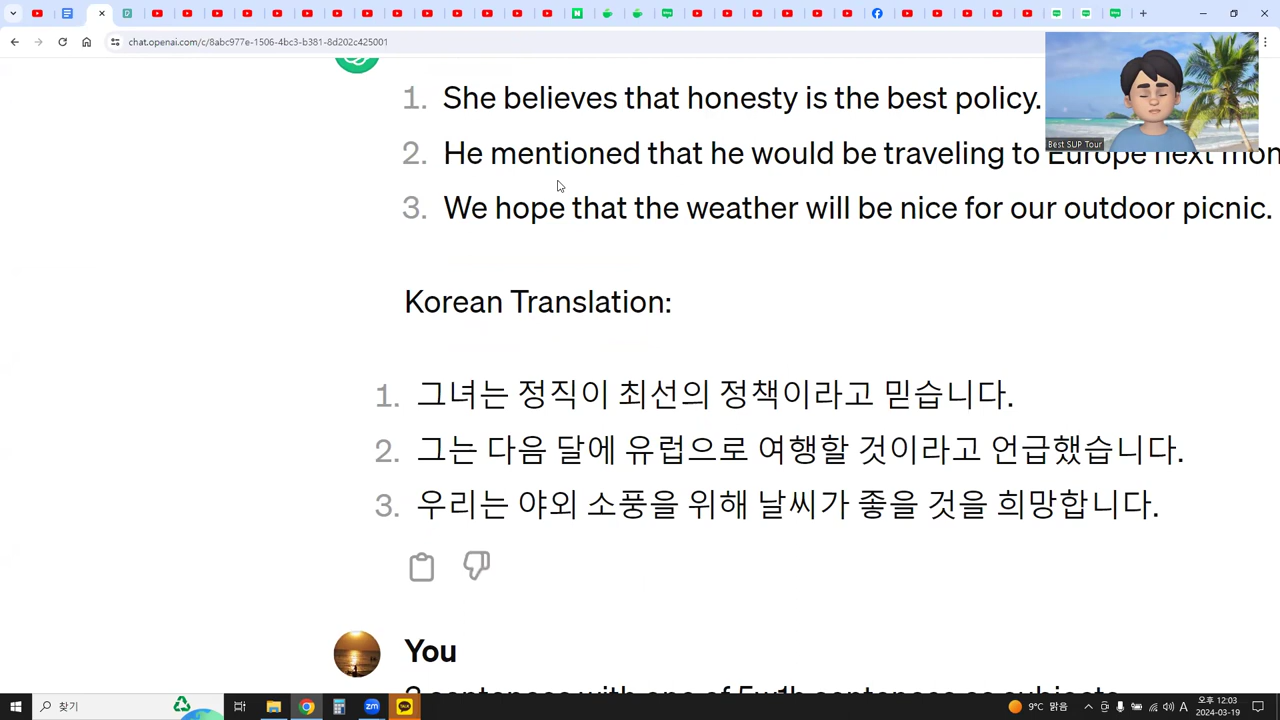 chat.openai.com/c/8abc977e-1506-4bc3-b381-8d202c425001
Best SUP Tour
1. She believes that honesty is the best policy.
2. He mentioned that he would be traveling to Europe next mon
3. We hope that the weather will be nice for our outdoor picnic.
Korean Translation:
1. 그녀는 정직이 최선의 정책이라고 믿습니다.
2. 그는 다음 달에 유럽으로 여행할 것이라고 언급했습니다.
3. 우리는 야외 소풍을 위해 날씨가 좋을 것을 희망합니다.
You
찾기
9°C 맑음
A
오후 12:03
2024-03-19